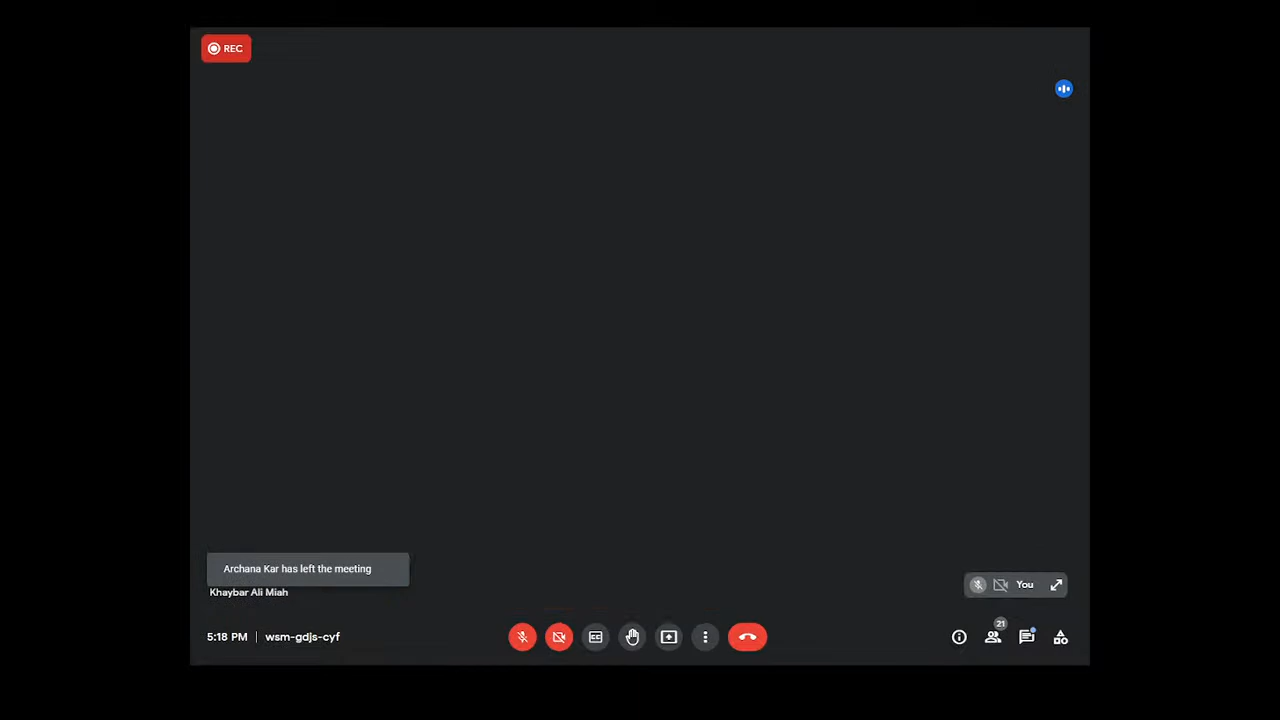 REC
Archana Kar has left the meeting
Khaybar Ali Miah
You
5:18 PM | wsm-gdjs-cyf
21